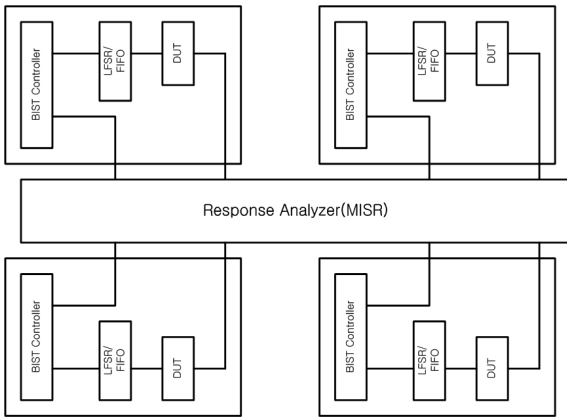 BIST Controller
LFSR/
FIFO
DUT
BIST Controller
LFSR/
FIFO
DUT
Response Analyzer(MISR)
BIST Controller
LFSR/
FIFO
DUT
BIST Controller
LFSR/
FIFO
DUT